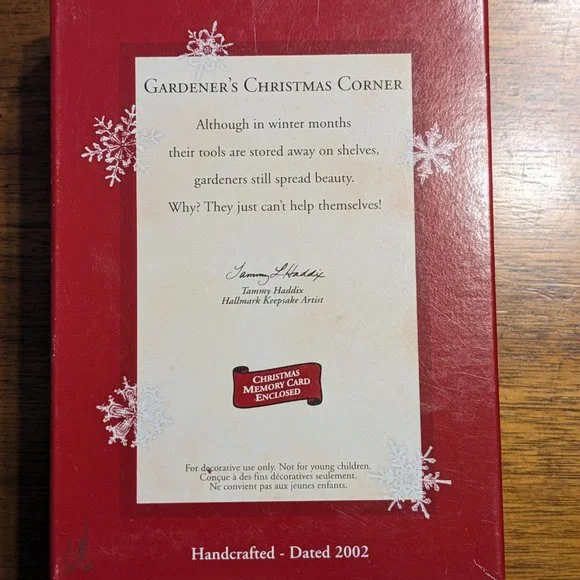 GARDENER'S CHRISTMAS CORNER
Although in winter months
their tools are stored away on shelves,
gardeners still spread beauty.
Why? They just can't help themselves!
Tammy L Haddix
Tammy Haddix
Hallmark Keepsake Artist
CHRISTMAS
MEMORY CARD
ENCLOSED
For decorative use only. Not for young children.
Conçue à des fins décoratives seulement.
Ne convient pas aux jeunes enfants.
Handcrafted - Dated 2002